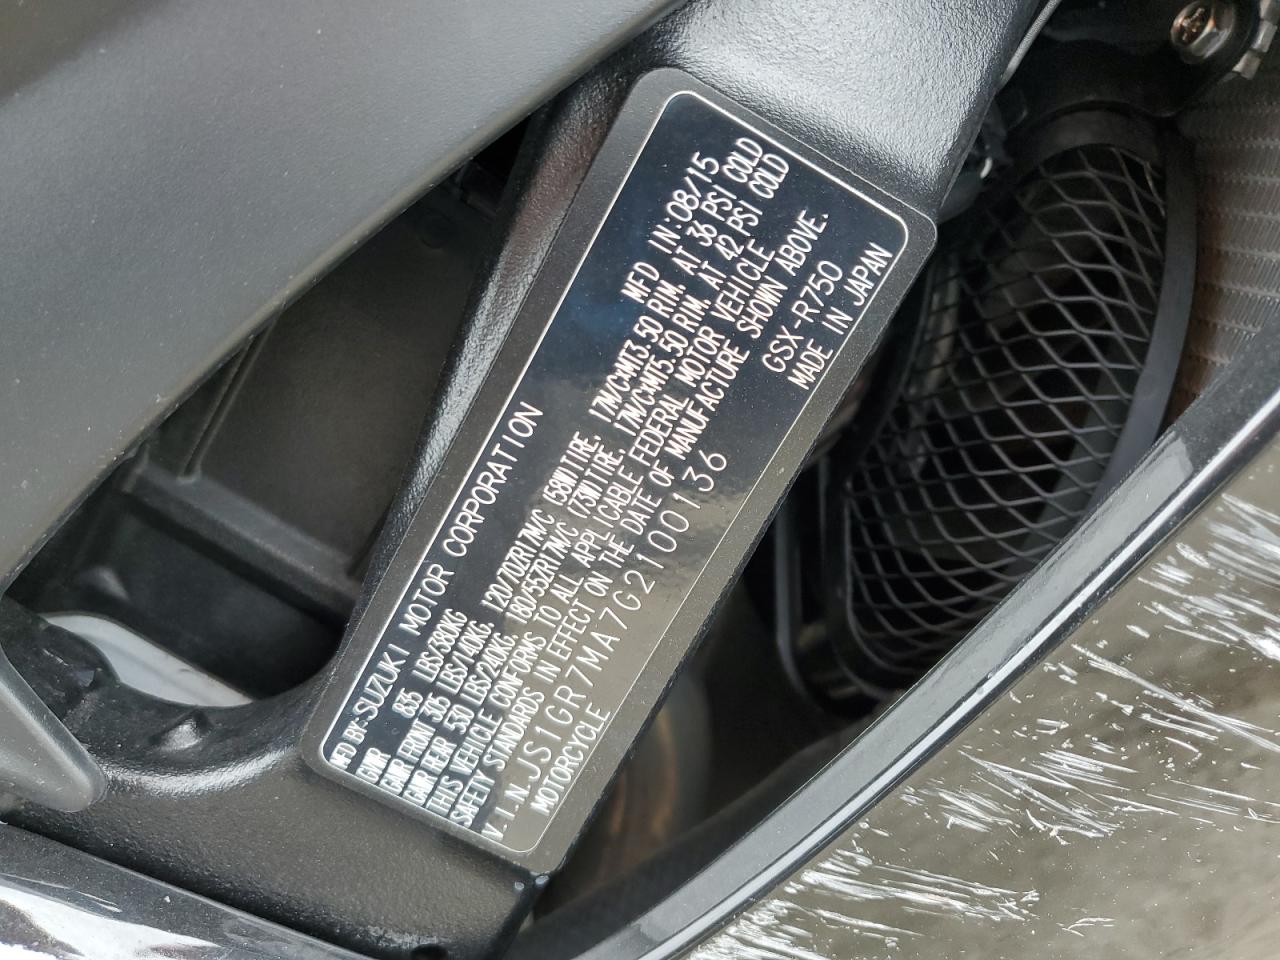 MFD BY:SUZUKI MOTOR CORPORATION MFD IN:08/15
GVWR 835 LBS/380KG
GAWR FRONT 305 LBS/140KG. 120/70ZR17M/C (58W)TIRE. 17M/C×MT3.50 RIM. AT 36 PSI COLD
GAWR REAR 530 LBS/240KG. 180/55ZR17M/C (73W)TIRE. 17M/C×MT5.50 RIM. AT 42 PSI COLD
THIS VEHICLE CONFORMS TO ALL APPLICABLE FEDERAL MOTOR VEHICLE
SAFETY STANDARDS IN EFFECT ON THE DATE OF MANUFACTURE SHOWN ABOVE.
V.I.N.JS1GR7MA7G2100136 GSX-R750
MOTORCYCLE MADE IN JAPAN